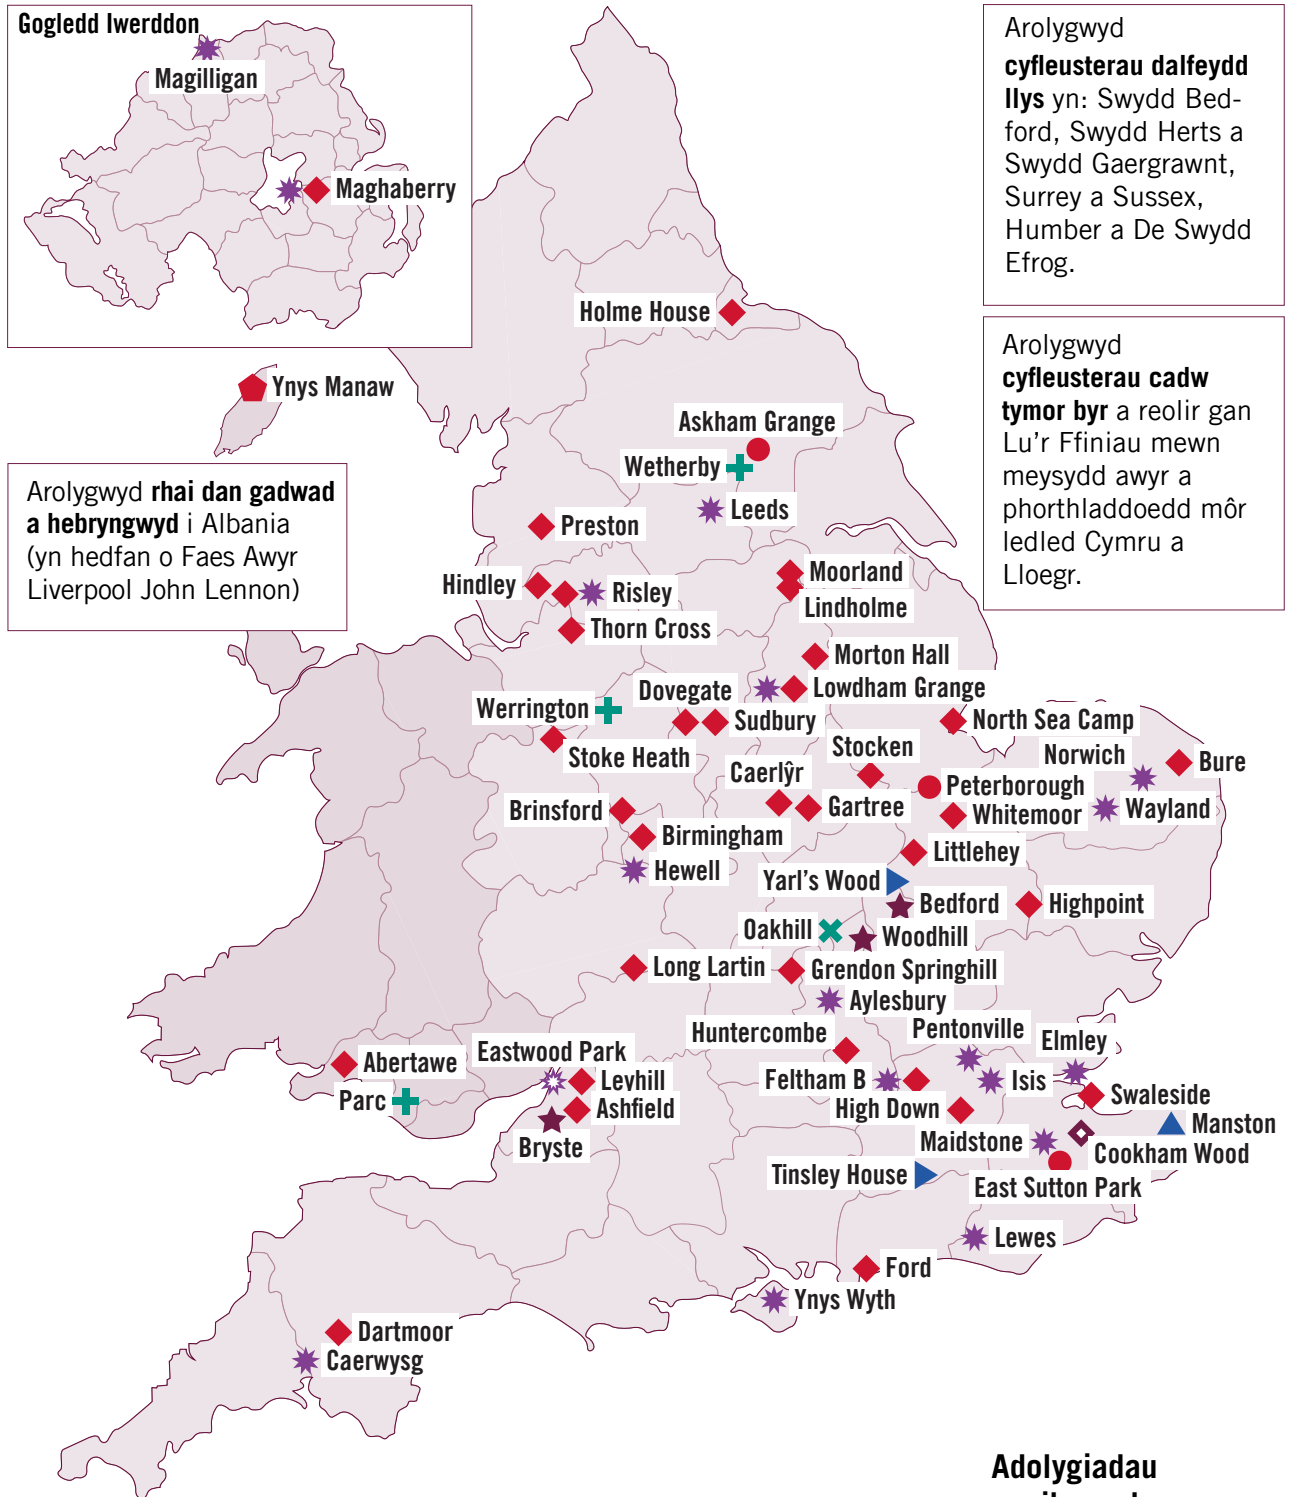 Gogledd Iwerddon
Magilligan
Maghaberry
Arolygwyd
cyfleusterau dalfeydd
llys yn: Swydd Bed-
ford, Swydd Herts a
Swydd Gaergrawnt,
Surrey a Sussex,
Humber a De Swydd
Efrog.
Arolygwyd
cyfleusterau cadw
tymor byr a reolir gan
Lu'r Ffiniau mewn
meysydd awyr a
phorthladdoedd môr
ledled Cymru a
Lloegr.
Holme House
Ynys Manaw
Arolygwyd rhai dan gadwad
a hebryngwyd i Albania
(yn hedfan o Faes Awyr
Liverpool John Lennon)
Askham Grange
Wetherby
Leeds
Preston
Hindley
Risley
Moorland
Lindholme
Thorn Cross
Morton Hall
Dovegate
Lowdham Grange
Werrington
Sudbury
North Sea Camp
Stoke Heath
Stocken
Norwich
Bure
Caerlŷr
Peterborough
Brinsford
Gartree
Whitemoor
Wayland
Birmingham
Littlehey
Hewell
Yarl's Wood
Bedford
Highpoint
Oakhill
Woodhill
Long Lartin
Grendon Springhill
Aylesbury
Huntercombe
Pentonville
Elmley
Abertawe
Eastwood Park
Leyhill
Feltham B
Isis
Parc
Ashfield
High Down
Swaleside
Manston
Bryste
Maidstone
Cookham Wood
Tinsley House
East Sutton Park
Lewes
Ford
Ynys Wyth
Dartmoor
Caerwysg
Adolygiadau